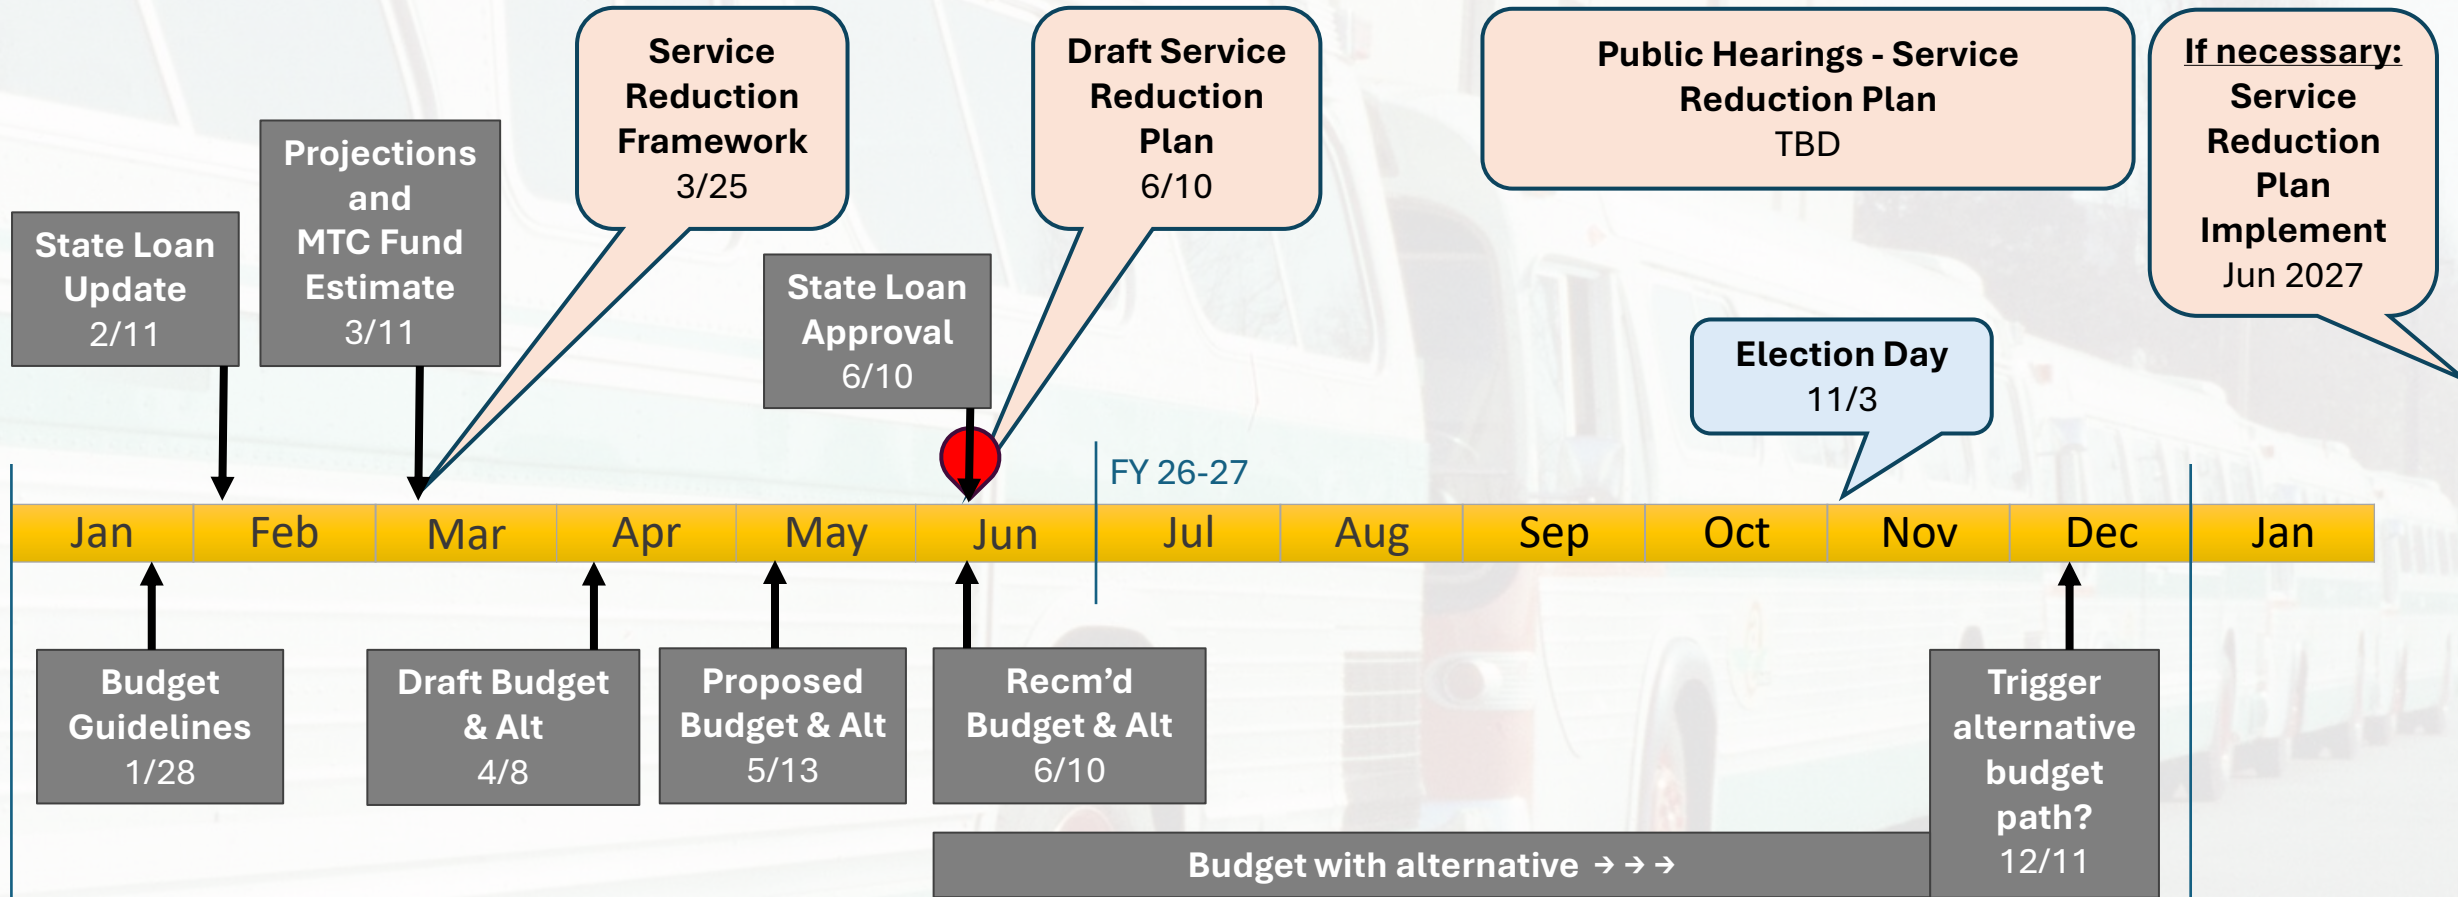 Service
Reduction
Framework
3/25
Draft Service
Reduction
Plan
6/10
Public Hearings - Service
Reduction Plan
TBD
If necessary:
Service
Reduction
Plan
Implement
Jun 2027
Projections
and
MTC Fund
Estimate
3/11
State Loan
Update
2/11
State Loan
Approval
6/10
Election Day
11/3
FY 26-27
Jan
Feb
Mar
Apr
May
Jun
Jul
Aug
Sep
Oct
Nov
Dec
Jan
Budget
Guidelines
1/28
Draft Budget
& Alt
4/8
Proposed
Budget & Alt
5/13
Recm’d
Budget & Alt
6/10
Trigger
alternative
budget
path?
12/11
Budget with alternative → → →